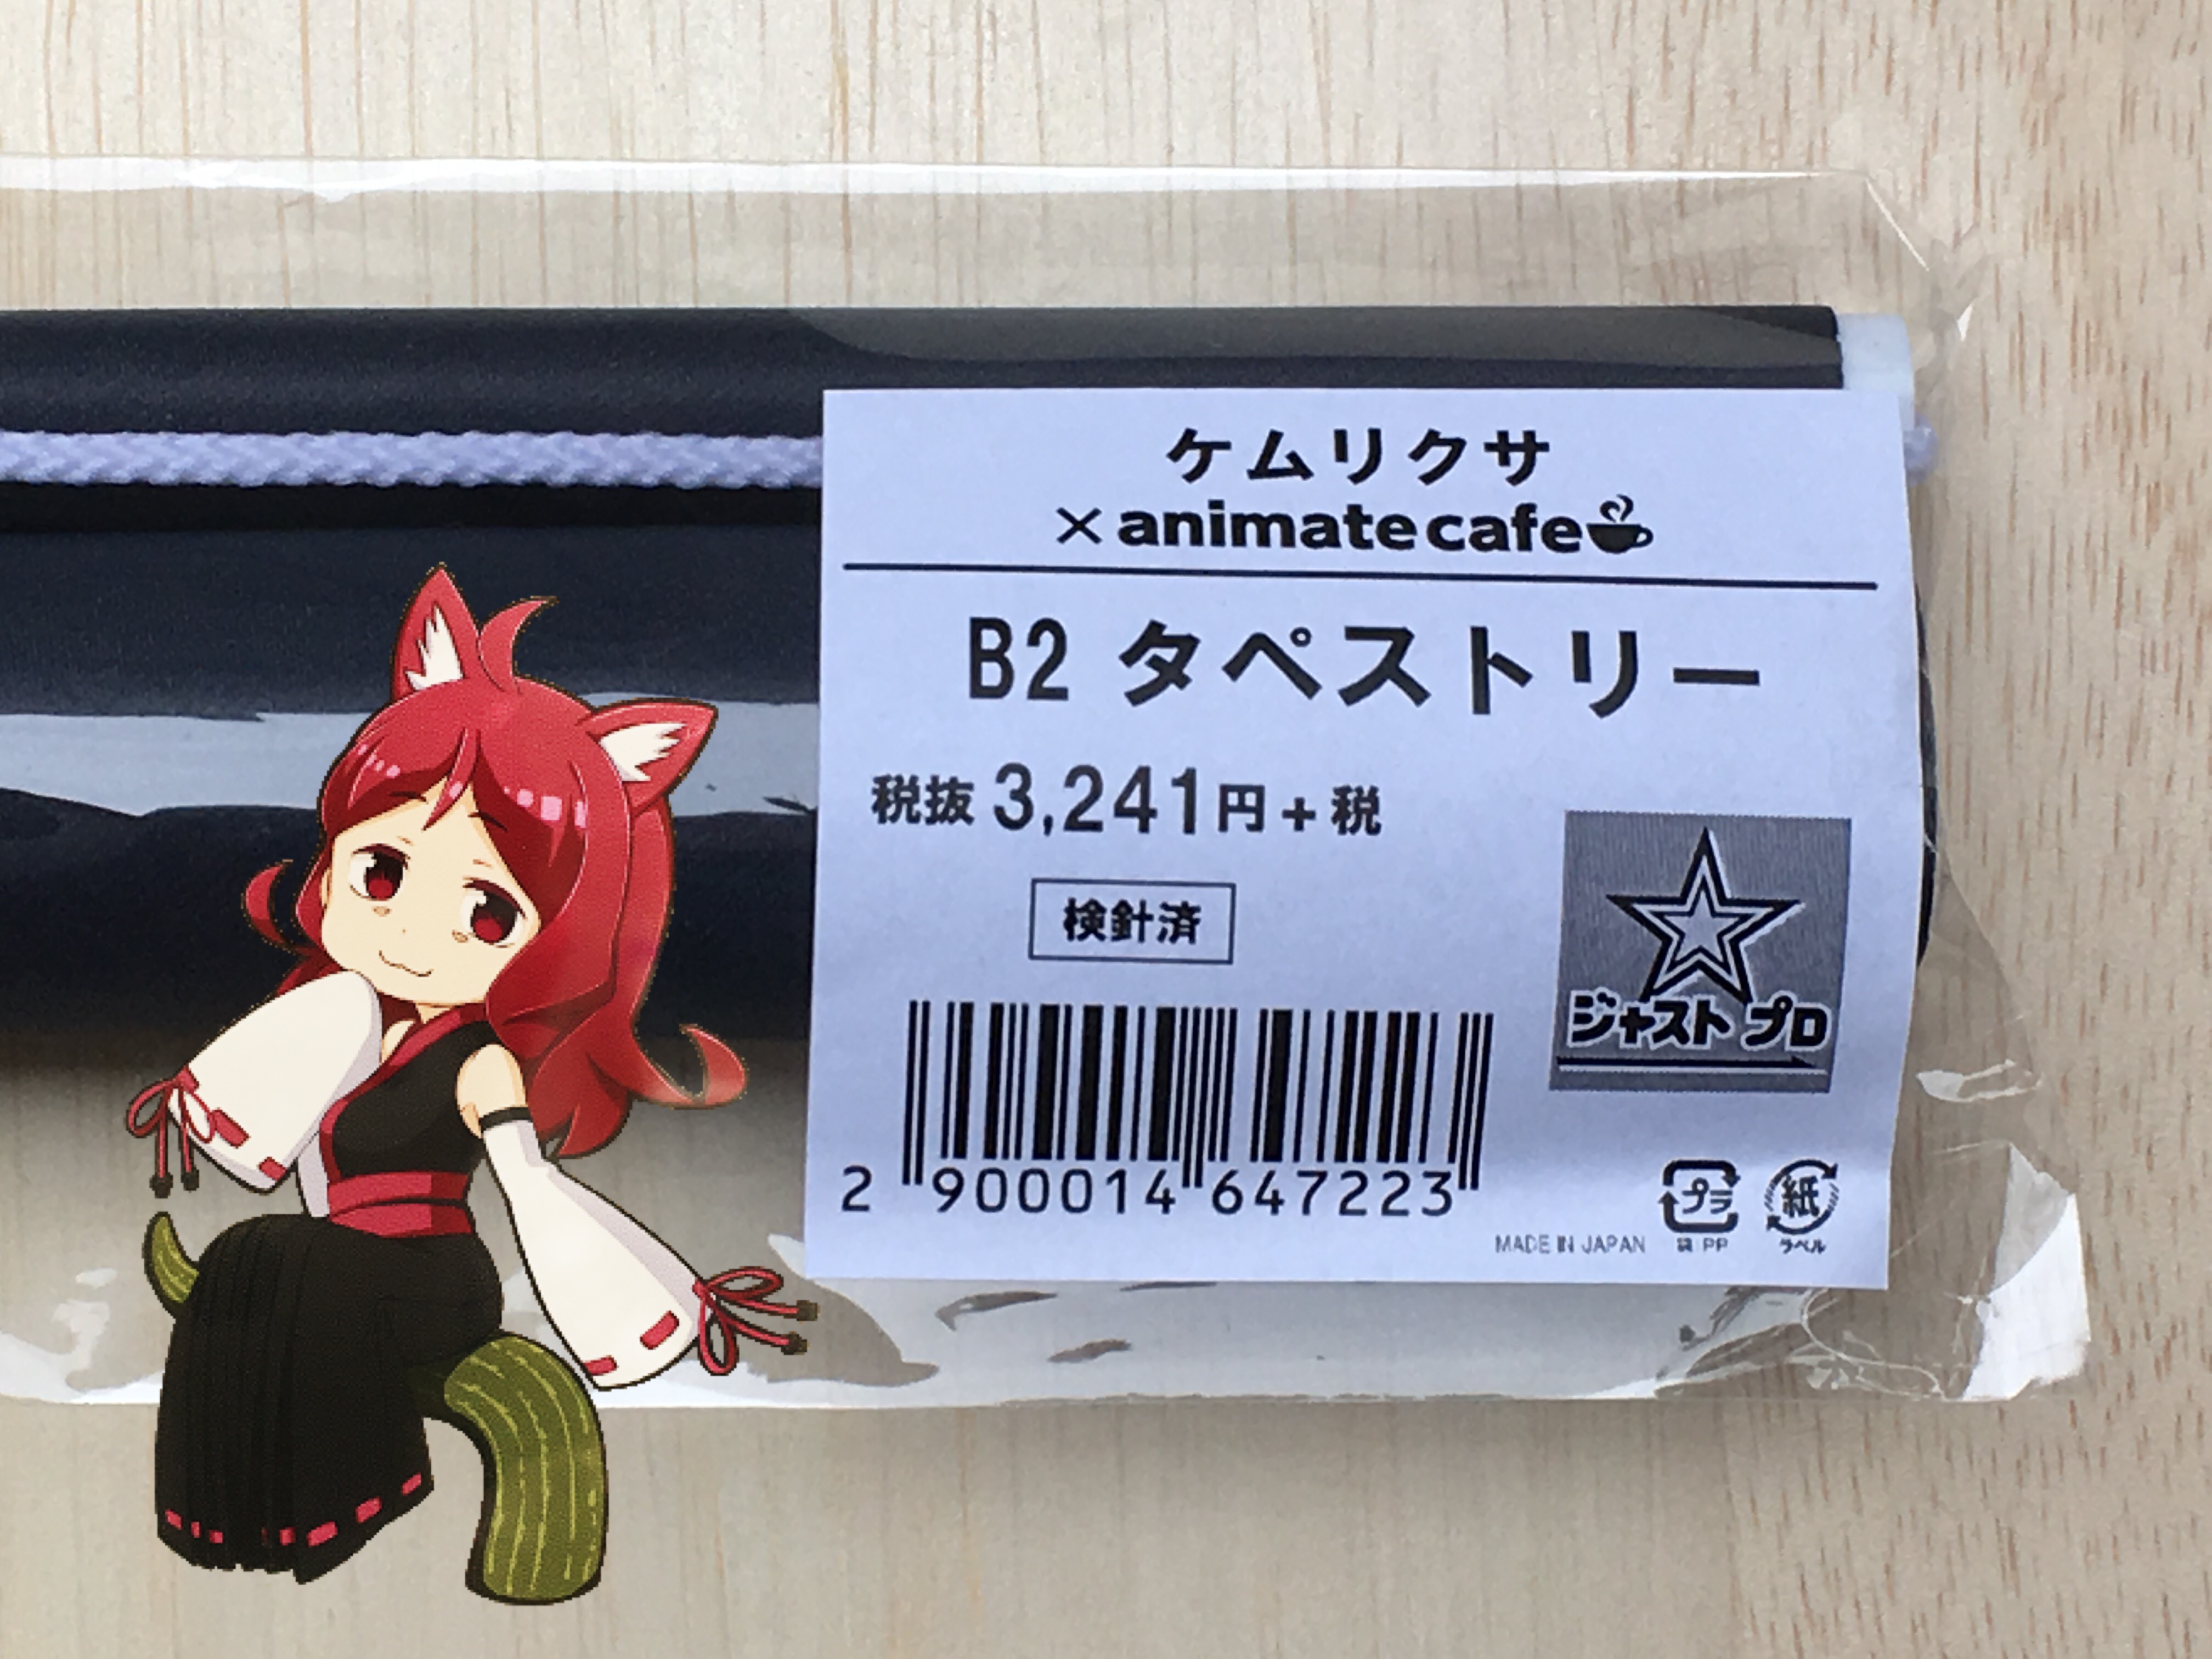 ケムリクサ
×animatecafe
B2 タペストリー
税抜 3,241円+税
検針済
ジャスト プロ
2 900014 647223
プラ 紙
MADE IN JAPAN 袋:PP ラベル